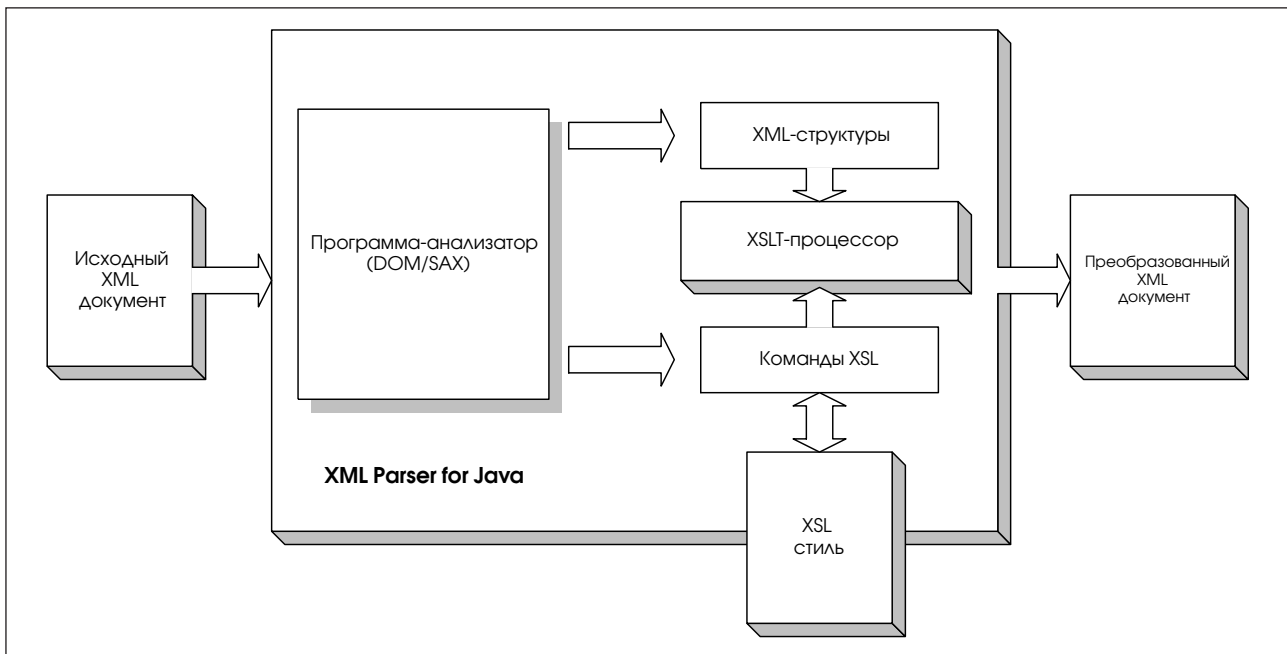 Исходный
XML
документ
Программа-анализатор
(DOM/SAX)
XML Parser for Java
XML-структуры
XSLT-процессор
Команды XSL
XSL
стиль
Преобразованный
XML
документ